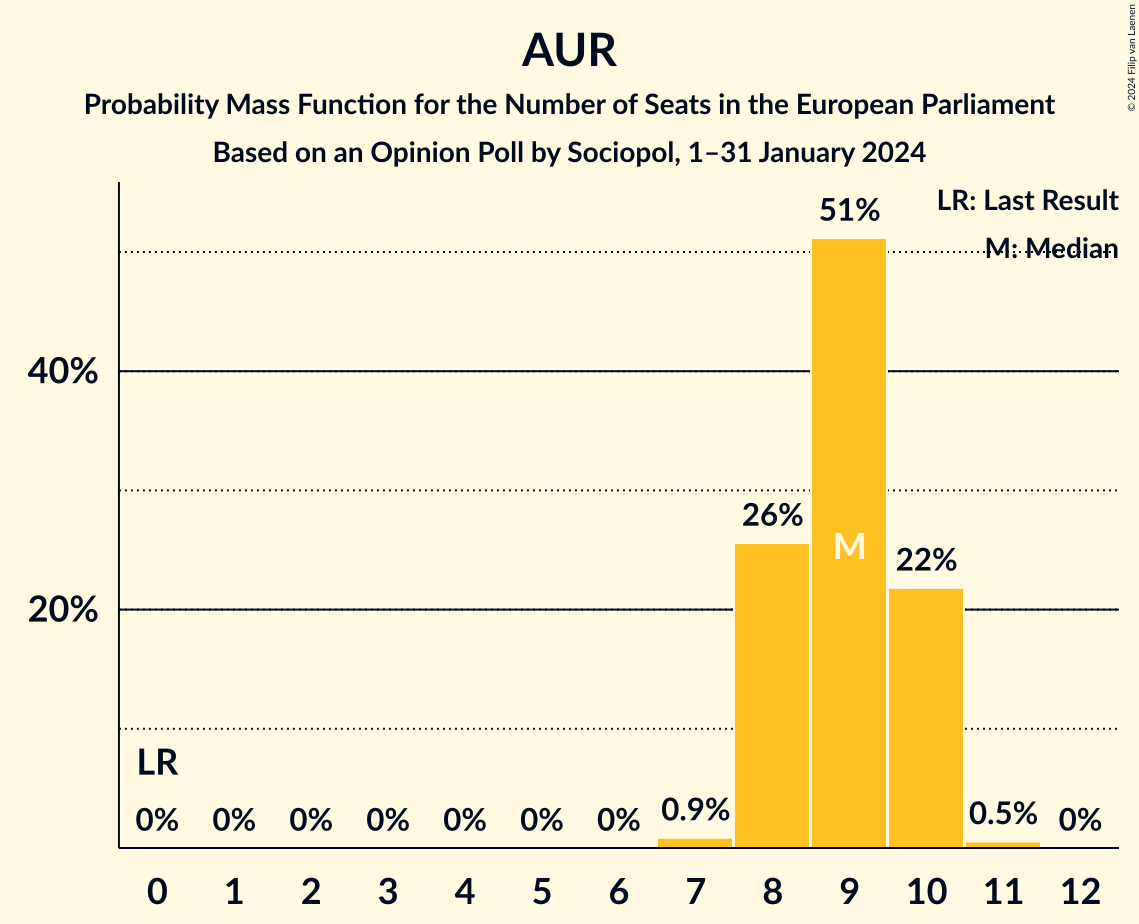 AUR
Probability Mass Function for the Number of Seats in the European Parliament
Based on an Opinion Poll by Sociopol, 1–31 January 2024
© 2024 Filip van Laenen
LR: Last Result
M: Median
51%
40%
26%
M
22%
20%
LR
0% 0% 0% 0% 0% 0% 0% 0.9% 0.5% 0%
0 1 2 3 4 5 6 7 8 9 10 11 12